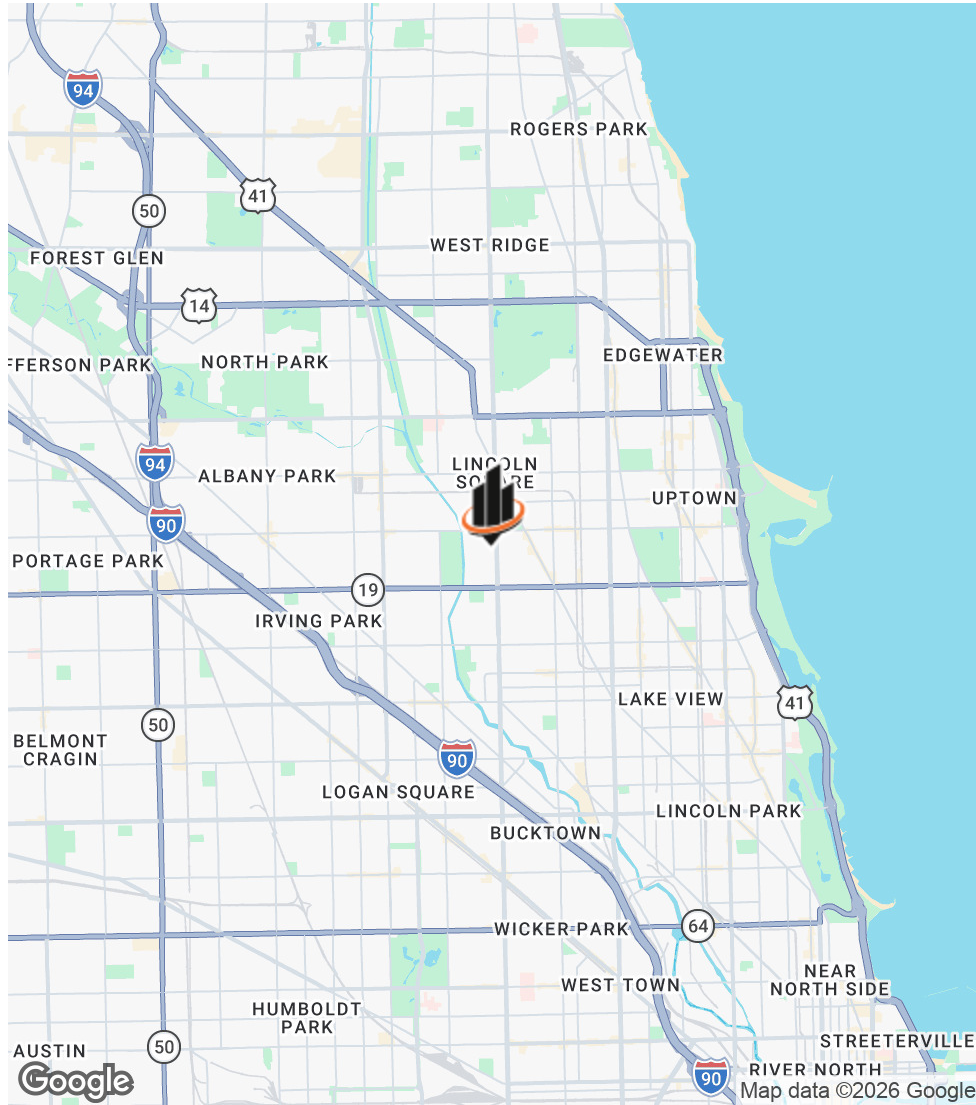 94
ROGERS PARK
41
50
WEST RIDGE
FOREST GLEN
14
EDGEWATER
FFERSON PARK
NORTH PARK
94
ALBANY PARK
LINCOLN
SQUARE
UPTOWN
90
PORTAGE PARK
19
IRVING PARK
LAKE VIEW
41
50
BELMONT
CRAGIN
90
LOGAN SQUARE
LINCOLN PARK
BUCKTOWN
WICKER PARK
64
WEST TOWN
NEAR
NORTH SIDE
HUMBOLDT
PARK
STREETERVILLE
AUSTIN
50
RIVER NORTH
90
Google
Map data ©2026 Google